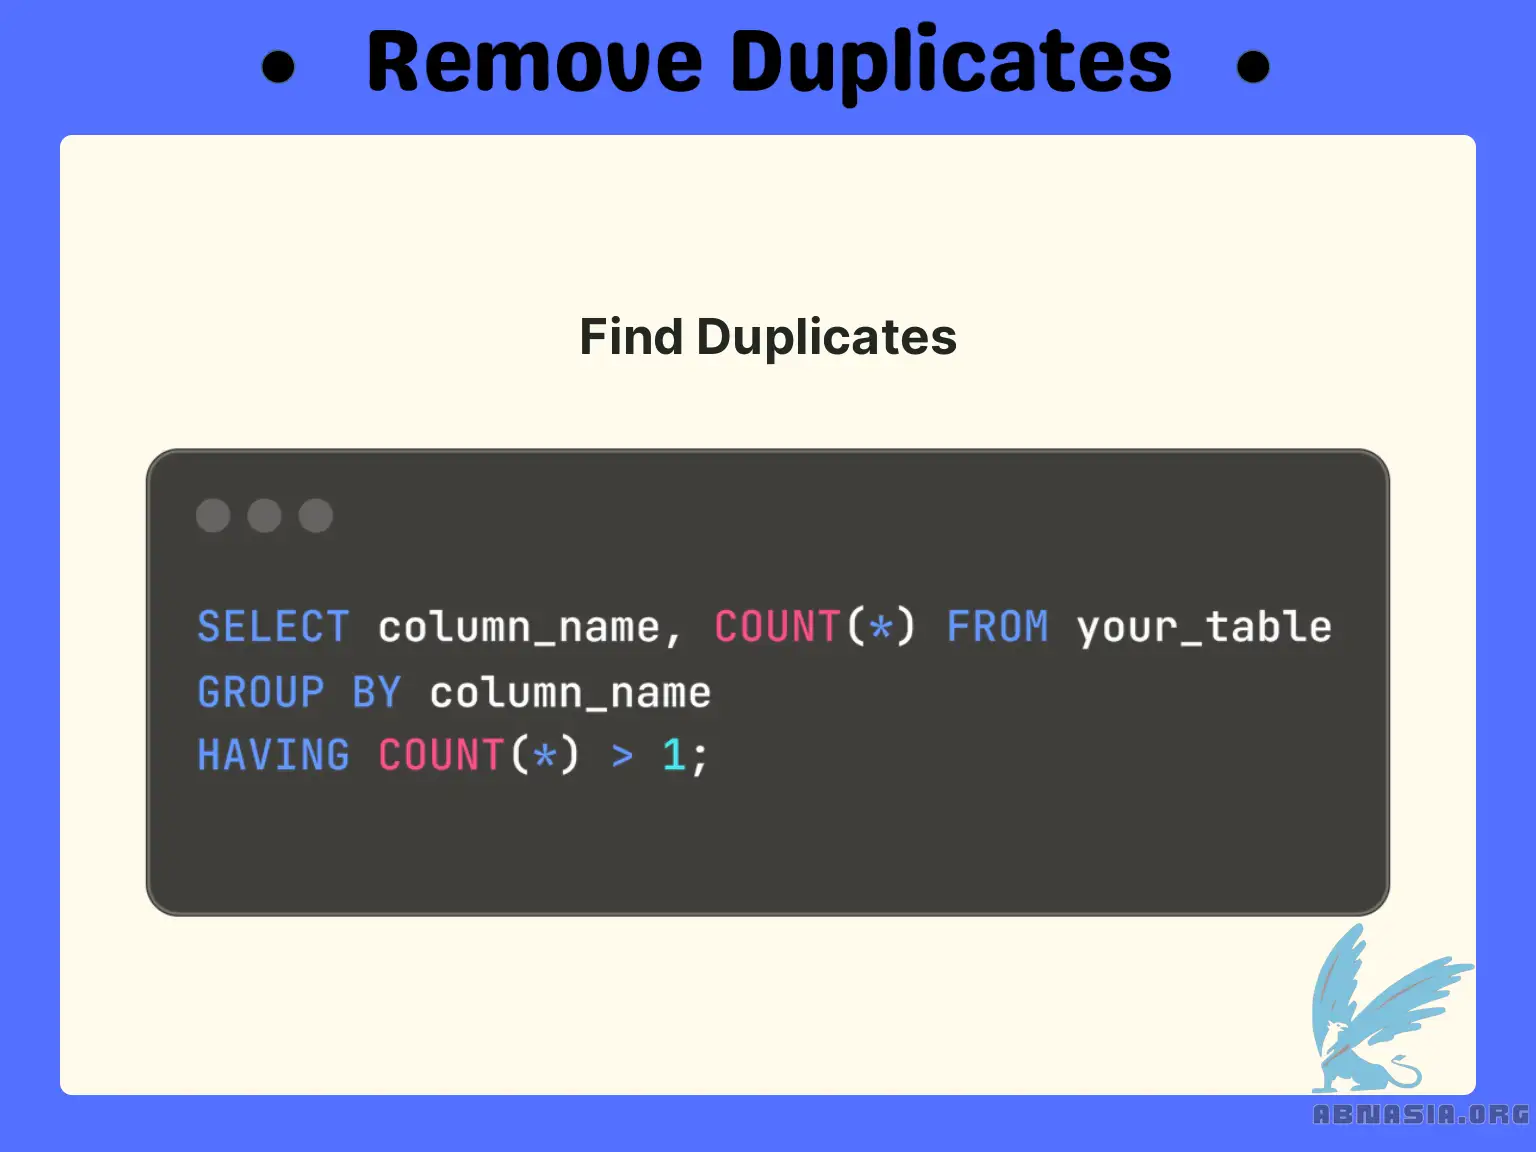 • Remove Duplicates •
Find Duplicates
SELECT column_name, COUNT(*) FROM your_table
GROUP BY column_name
HAVING COUNT(*) > 1;
ABNASIA.ORG